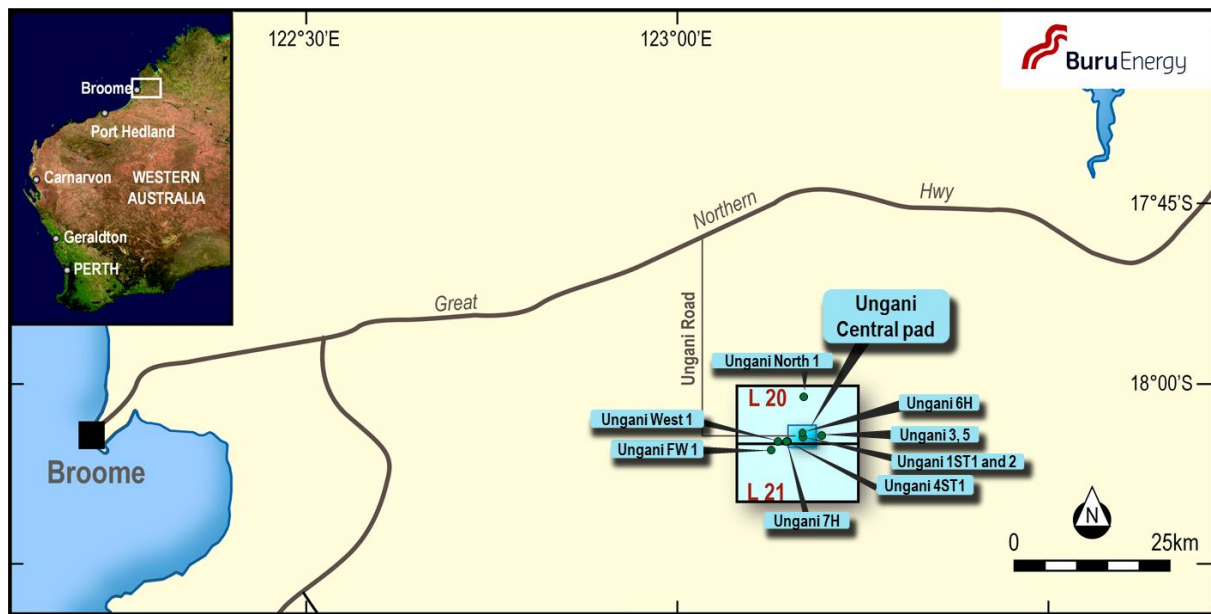 122°30'E
123°00'E
Buru Energy
Broome
Port Hedland
Carnarvon
WESTERN
AUSTRALIA
Geraldton
PERTH
17°45'S
Great
Northern
Hwy
Ungani Road
Ungani
Central pad
Ungani North 1
18°00'S
L 20
Ungani 6H
Ungani West 1
Ungani 3, 5
Ungani FW 1
Ungani 1ST1 and 2
Broome
L 21
Ungani 4ST1
Ungani 7H
N
0
25km